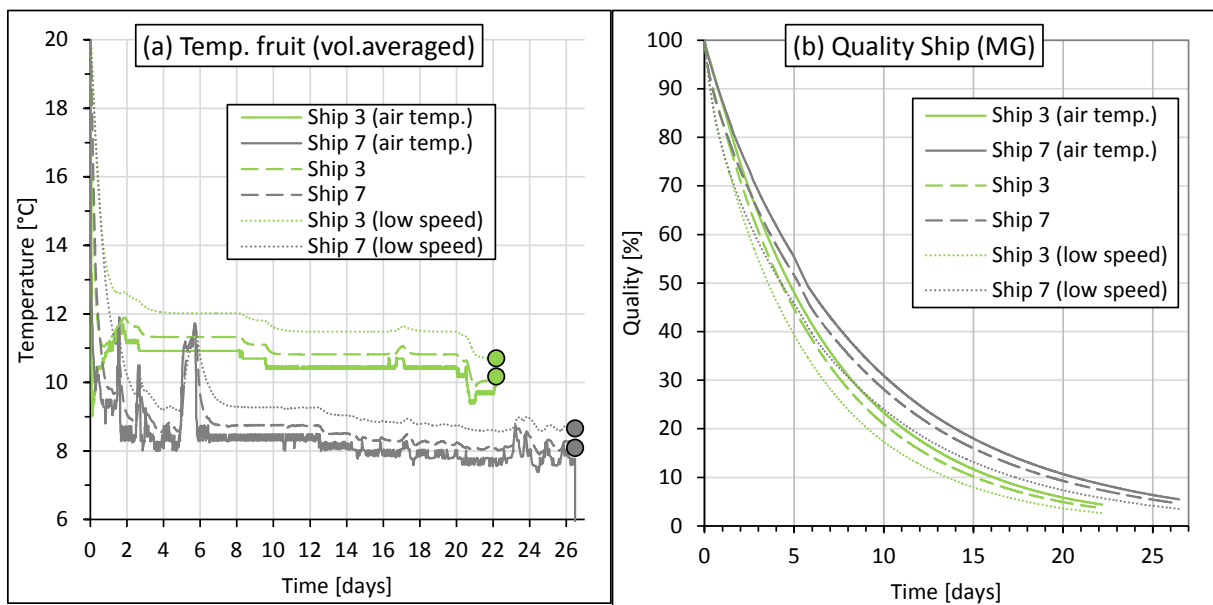 (a) Temp. fruit (vol.averaged)
Temperature [°C]
20
18
16
14
12
10
8
6
Ship 3 (air temp.)
Ship 7 (air temp.)
Ship 3
Ship 7
Ship 3 (low speed)
Ship 7 (low speed)
0 2 4 6 8 10 12 14 16 18 20 22 24 26
Time [days]
(b) Quality Ship (MG)
Quality [%]
100
90
80
70
60
50
40
30
20
10
0
Ship 3 (air temp.)
Ship 7 (air temp.)
Ship 3
Ship 7
Ship 3 (low speed)
Ship 7 (low speed)
0 5 10 15 20 25
Time [days]